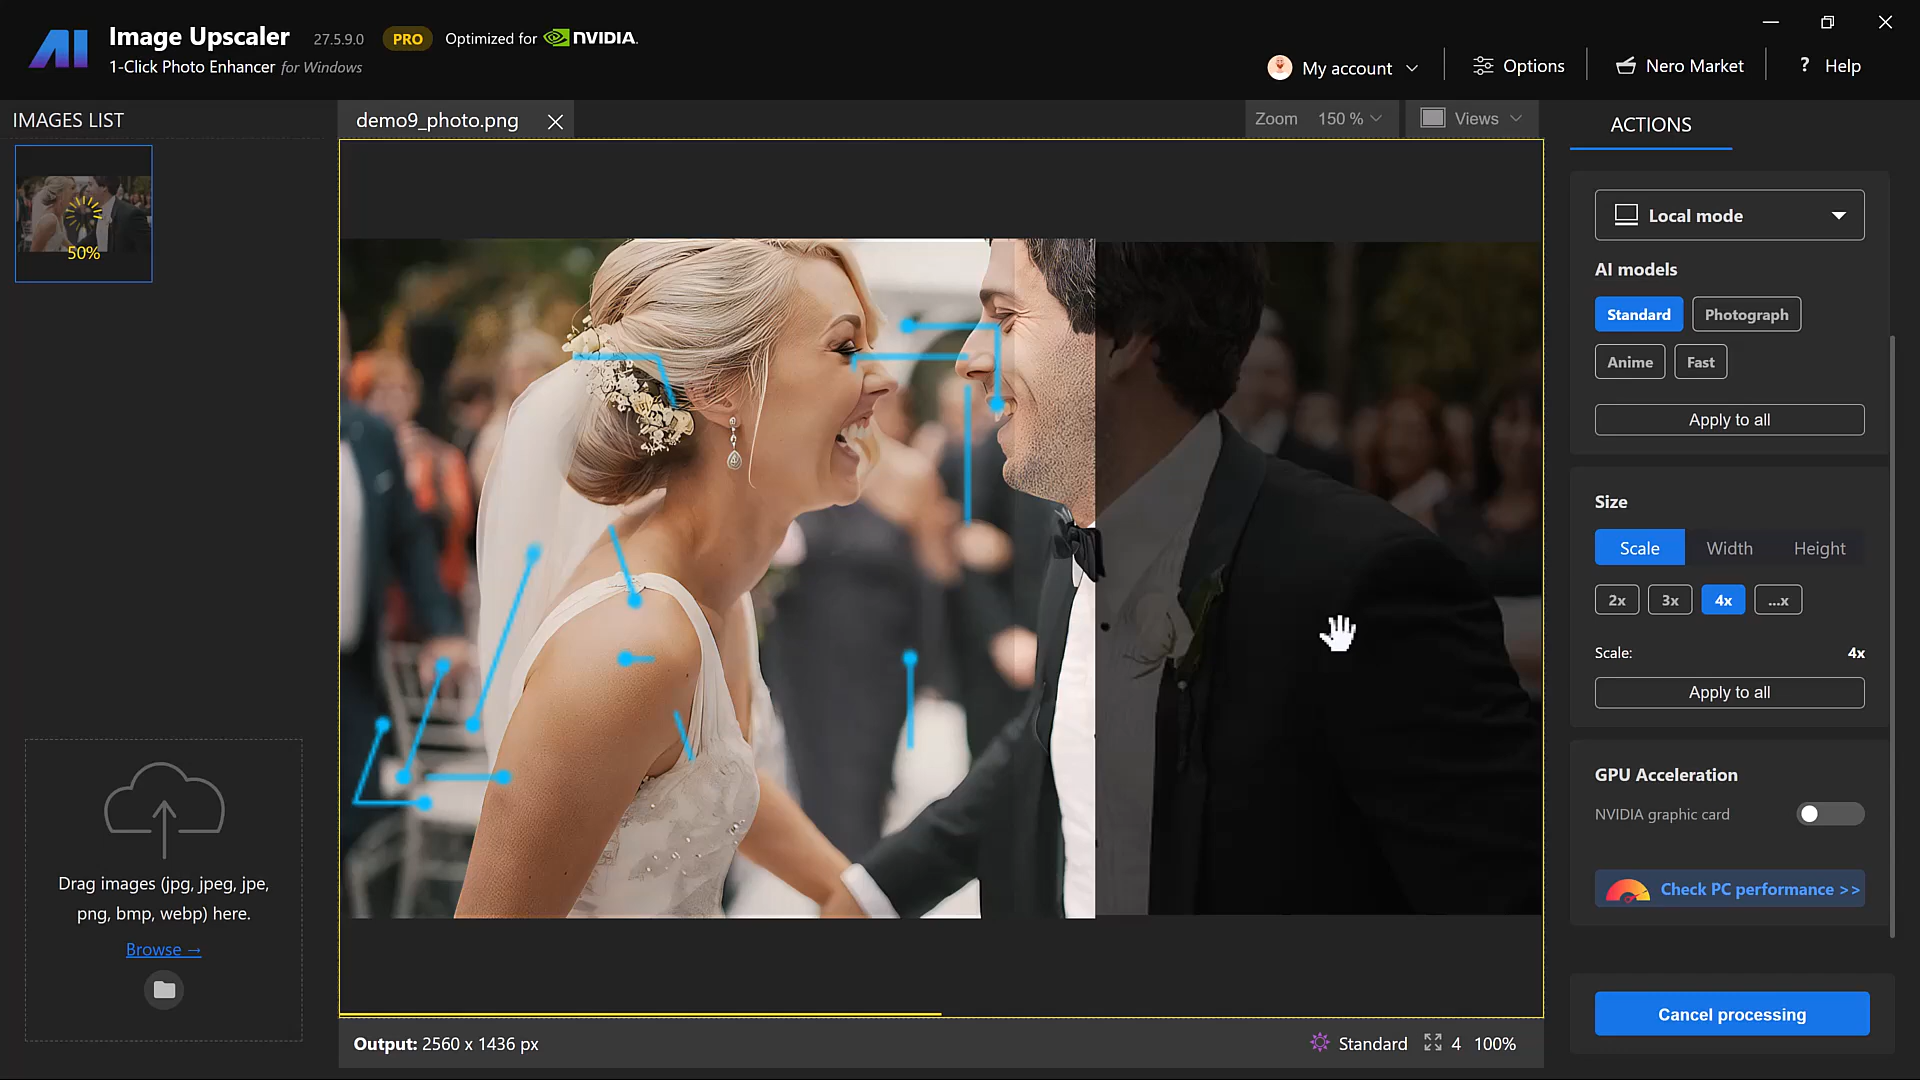 AI Image Upscaler 27.5.9.0 PRO Optimized for NVIDIA.
1-Click Photo Enhancer for Windows
My account Options Nero Market ? Help
IMAGES LIST
50%
Drag images (jpg, jpeg, jpe,
png, bmp, webp) here.
Browse →
demo9_photo.png
Zoom 150 % Views
Output: 2560 x 1436 px
Standard 4 100%
ACTIONS
Local mode
AI models
Standard Photograph
Anime Fast
Apply to all
Size
Scale Width Height
2x 3x 4x ...x
Scale: 4x
Apply to all
GPU Acceleration
NVIDIA graphic card
Check PC performance >>
Cancel processing